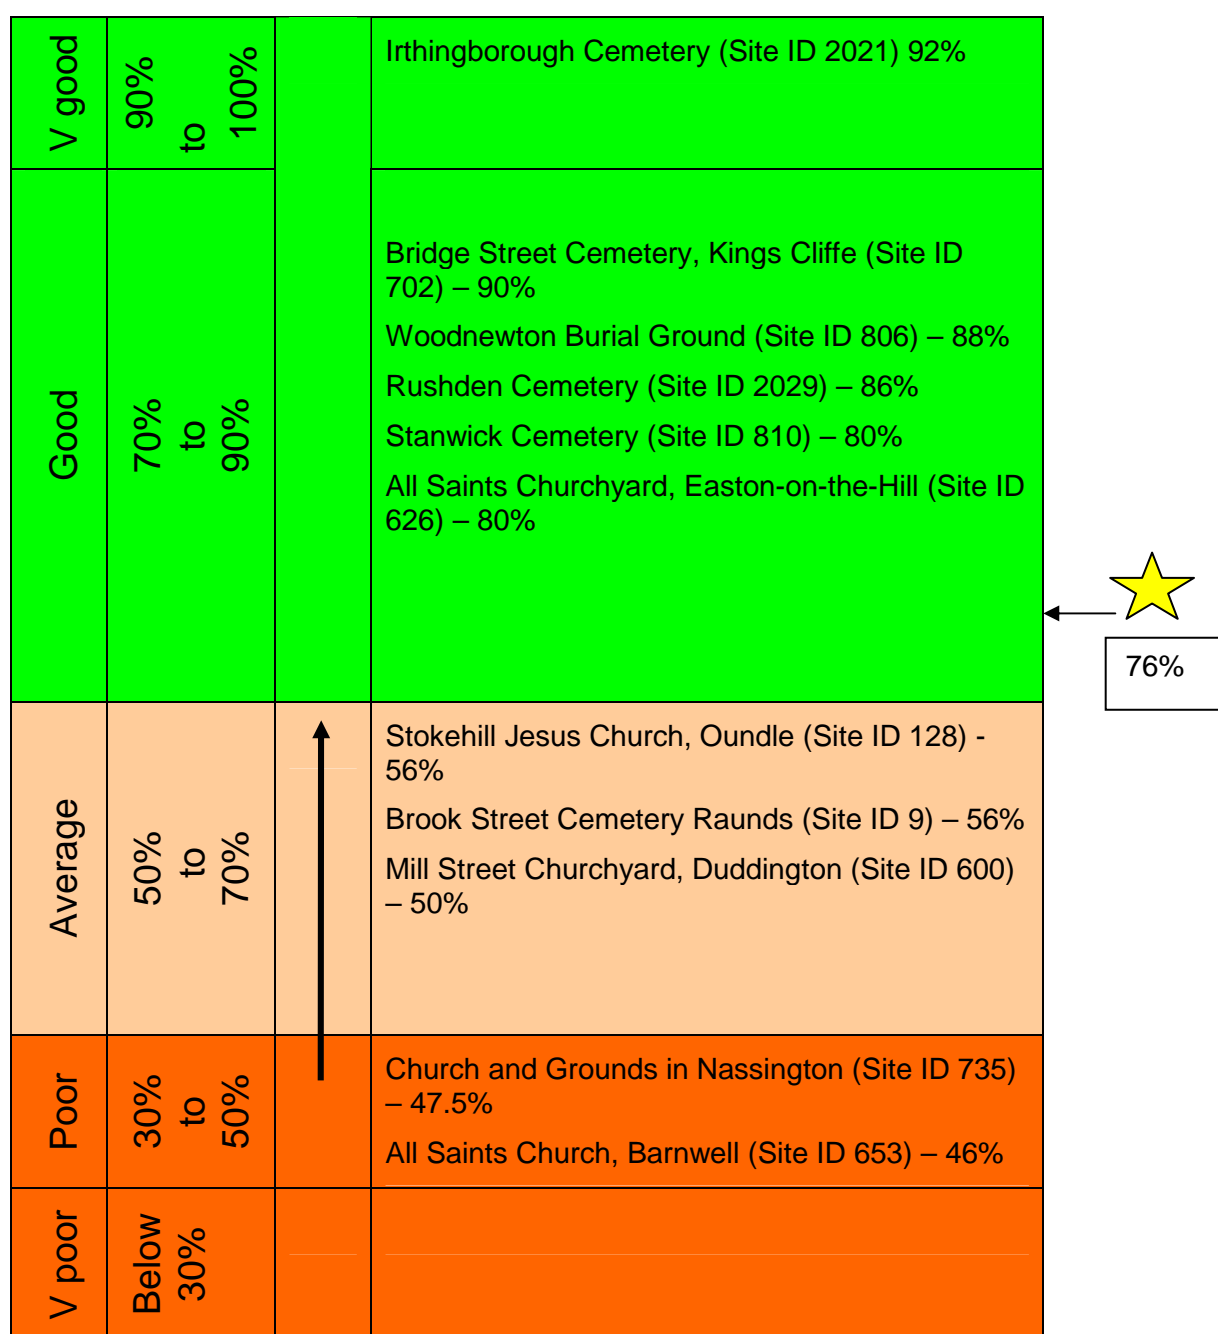 V good
90%
to
100%
Irthingborough Cemetery (Site ID 2021) 92%
Good
70%
to
90%
Bridge Street Cemetery, Kings Cliffe (Site ID
702) – 90%
Woodnewton Burial Ground (Site ID 806) – 88%
Rushden Cemetery (Site ID 2029) – 86%
Stanwick Cemetery (Site ID 810) – 80%
All Saints Churchyard, Easton-on-the-Hill (Site ID
626) – 80%
76%
Average
50%
to
70%
Stokehill Jesus Church, Oundle (Site ID 128) -
56%
Brook Street Cemetery Raunds (Site ID 9) – 56%
Mill Street Churchyard, Duddington (Site ID 600)
– 50%
Poor
30%
to
50%
Church and Grounds in Nassington (Site ID 735)
– 47.5%
All Saints Church, Barnwell (Site ID 653) – 46%
V poor
Below
30%